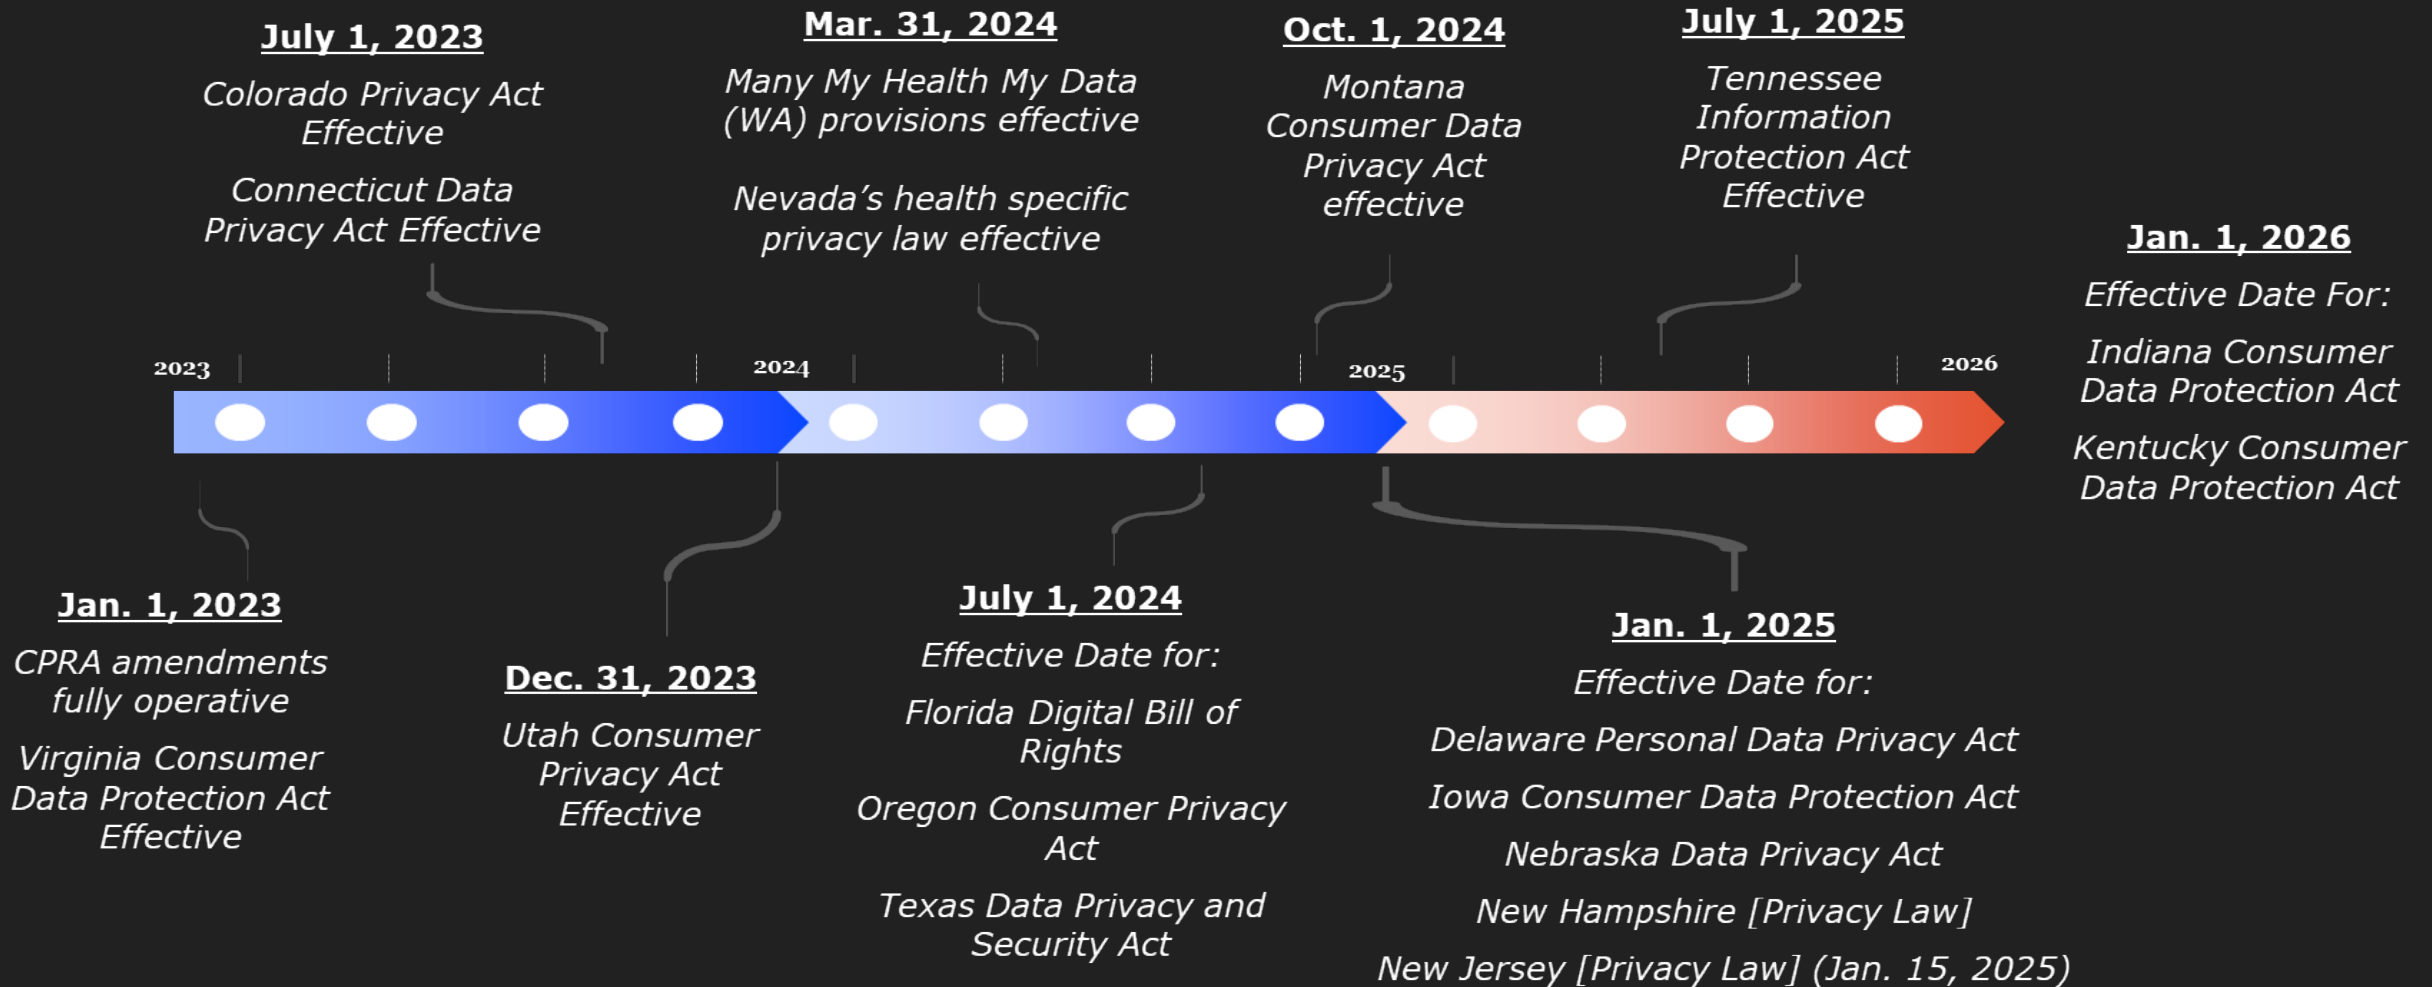 July 1, 2023
Colorado Privacy Act
Effective
Connecticut Data
Privacy Act Effective
Mar. 31, 2024
Many My Health My Data
(WA) provisions effective
Nevada’s health specific
privacy law effective
Oct. 1, 2024
Montana
Consumer Data
Privacy Act
effective
July 1, 2025
Tennessee
Information
Protection Act
Effective
Jan. 1, 2026
Effective Date For:
Indiana Consumer
Data Protection Act
Kentucky Consumer
Data Protection Act
2023
2024
2025
2026
Jan. 1, 2023
CPRA amendments
fully operative
Virginia Consumer
Data Protection Act
Effective
Dec. 31, 2023
Utah Consumer
Privacy Act
Effective
July 1, 2024
Effective Date for:
Florida Digital Bill of
Rights
Oregon Consumer Privacy
Act
Texas Data Privacy and
Security Act
Jan. 1, 2025
Effective Date for:
Delaware Personal Data Privacy Act
Iowa Consumer Data Protection Act
Nebraska Data Privacy Act
New Hampshire [Privacy Law]
New Jersey [Privacy Law] (Jan. 15, 2025)